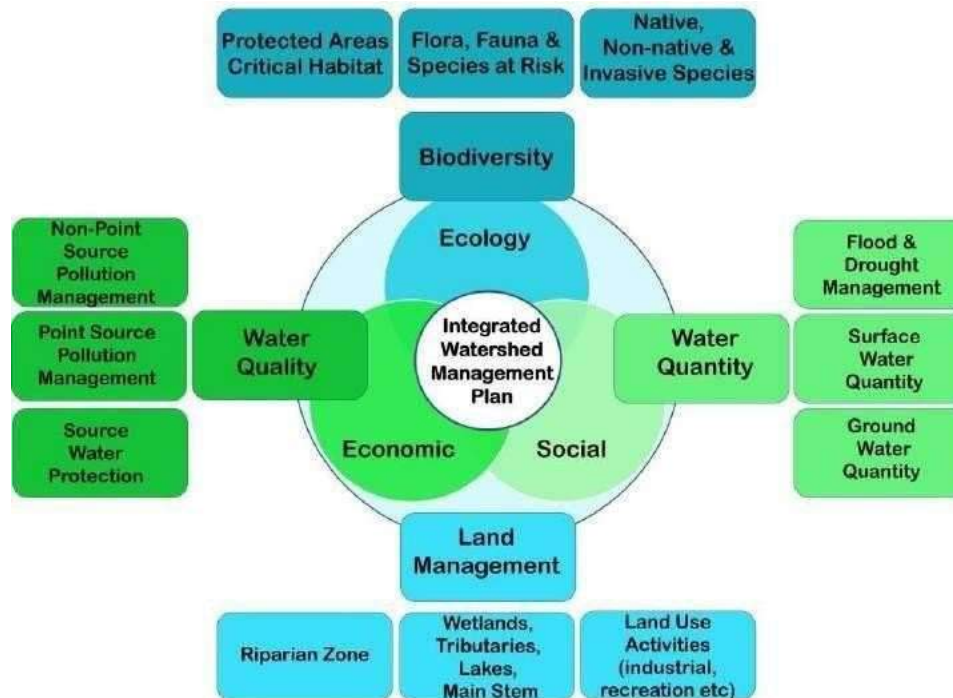 Protected Areas
Critical Habitat
Flora, Fauna &
Species at Risk
Native,
Non-native &
Invasive Species
Biodiversity
Ecology
Non-Point
Source
Pollution
Management
Point Source
Pollution
Management
Source
Water
Protection
Water
Quality
Integrated
Watershed
Management
Plan
Economic
Social
Water
Quantity
Flood &
Drought
Management
Surface
Water
Quantity
Ground
Water
Quantity
Land
Management
Riparian Zone
Wetlands,
Tributaries,
Lakes,
Main Stem
Land Use
Activities
(industrial,
recreation etc)